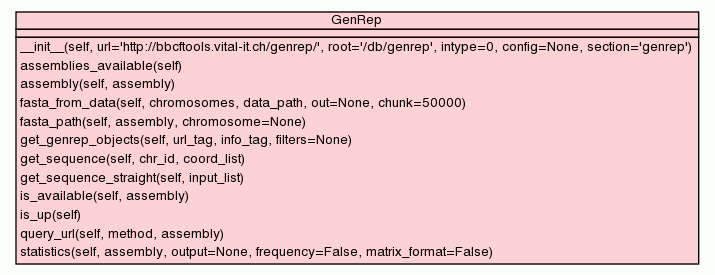 GenRep
__init__(self, url='http://bbcftools.vital-it.ch/genrep/', root='/db/genrep', intype=0, config=None, section='genrep')
assemblies_available(self)
assembly(self, assembly)
fasta_from_data(self, chromosomes, data_path, out=None, chunk=50000)
fasta_path(self, assembly, chromosome=None)
get_genrep_objects(self, url_tag, info_tag, filters=None)
get_sequence(self, chr_id, coord_list)
get_sequence_straight(self, input_list)
is_available(self, assembly)
is_up(self)
query_url(self, method, assembly)
statistics(self, assembly, output=None, frequency=False, matrix_format=False)